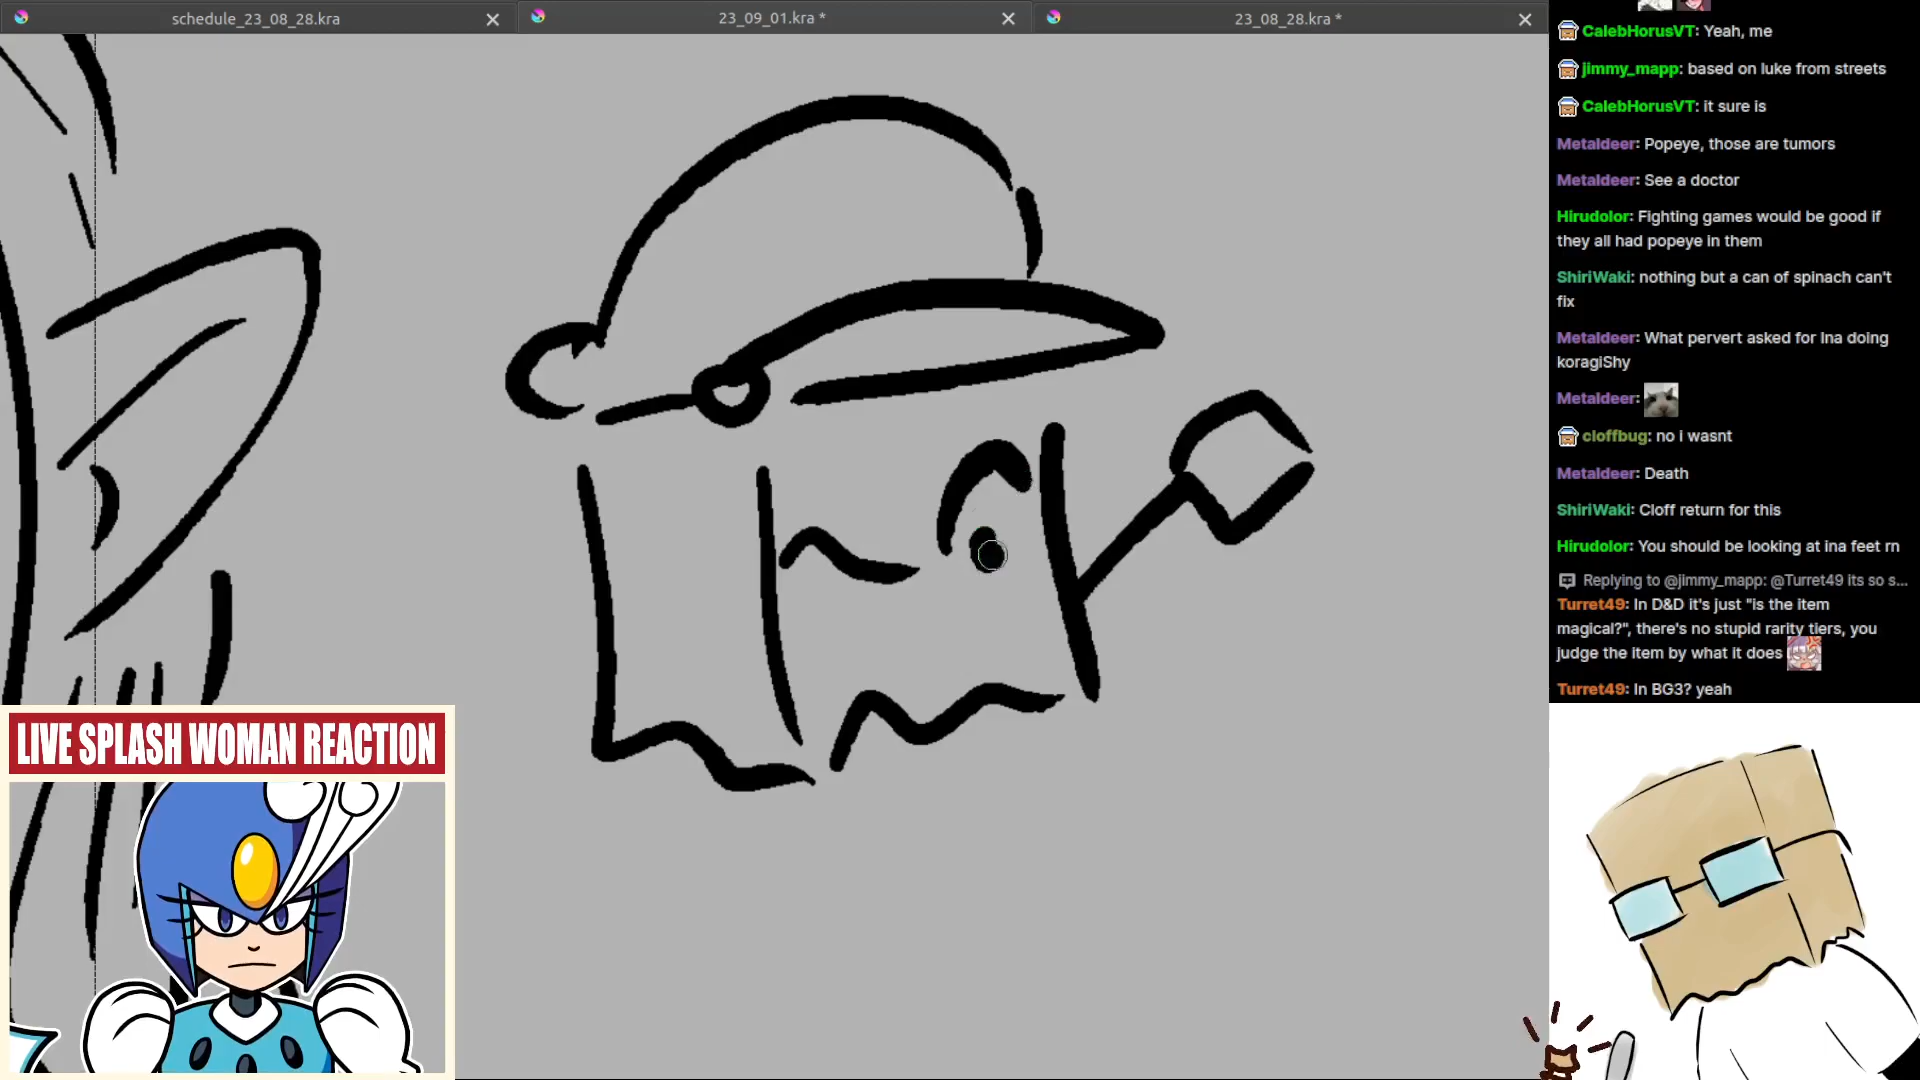 schedule_23_08_28.kra
23_09_01.kra *
23_08_28.kra *
CalebHorusVT: Yeah, me
jimmy_mapp: based on luke from streets
CalebHorusVT: it sure is
Metaldeer: Popeye, those are tumors
Metaldeer: See a doctor
Hirudolor: Fighting games would be good if
they all had popeye in them
ShiriWaki: nothing but a can of spinach can't
fix
Metaldeer: What pervert asked for Ina doing
koragiShy
Metaldeer:
cloffbug: no i wasnt
Metaldeer: Death
ShiriWaki: Cloff return for this
Hirudolor: You should be looking at ina feet rn
Replying to @jimmy_mapp: @Turret49 its so s...
Turret49: In D&D it's just "is the item
magical?", there's no stupid rarity tiers, you
judge the item by what it does
Turret49: In BG3? yeah
LIVE SPLASH WOMAN REACTION